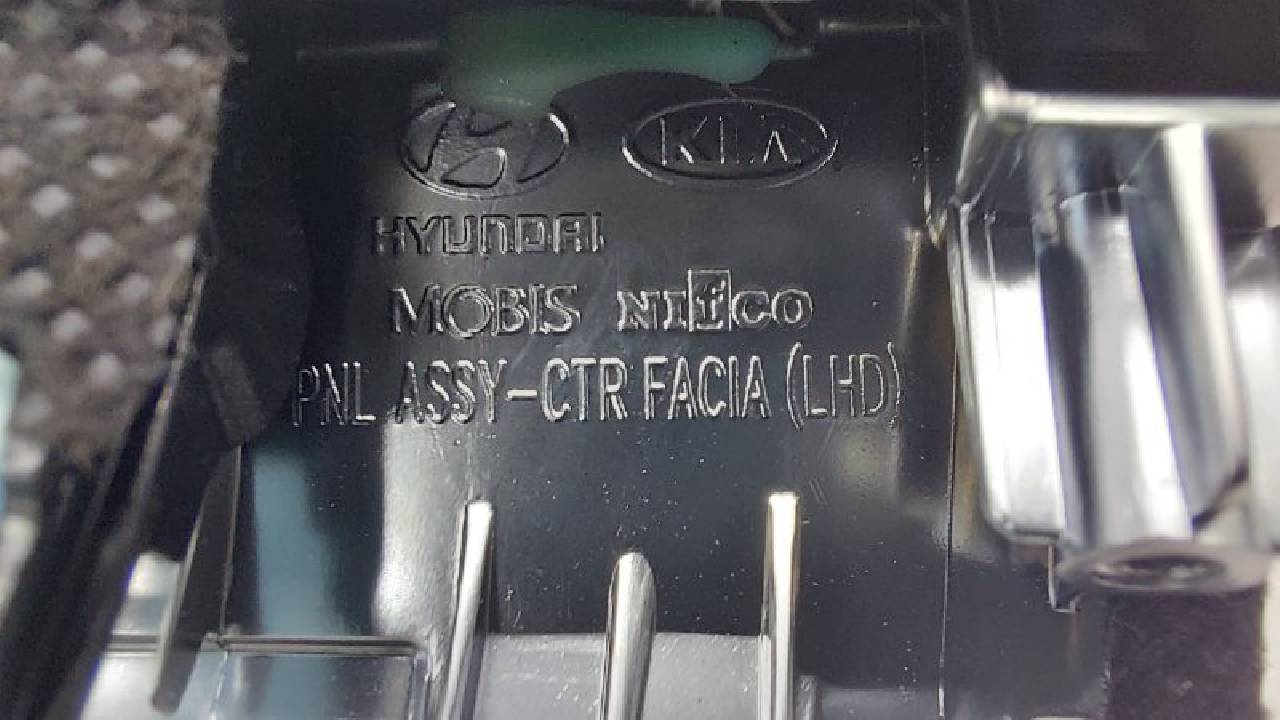 KIA
HYUNDAI
MOBIS NIFCO
PNL ASSY-CTR FACIA (LHD)